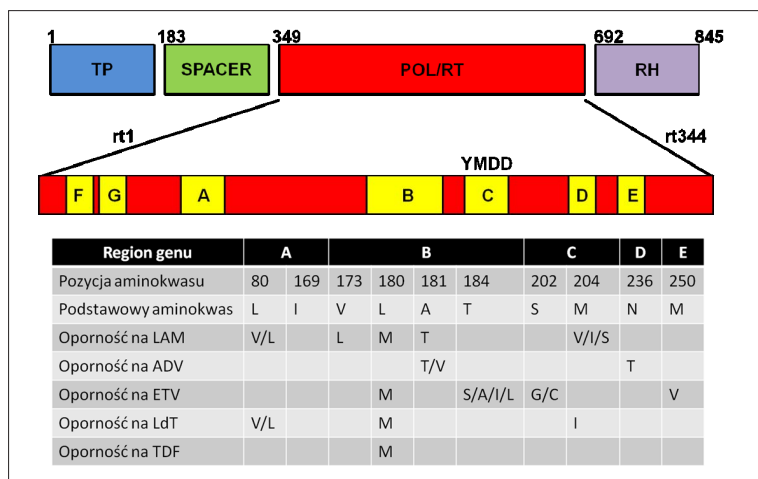 1 183 349 692 845
TP SPACER POL/RT RH
rt1 rt344
YMDD
F G A B C D E
Region genu A B C D E
Pozycja aminokwasu 80 169 173 180 181 184 202 204 236 250
Podstawowy aminokwas L I V L A T S M N M
Oporność na LAM V/L L M T V/I/S
Oporność na ADV T/V T
Oporność na ETV M S/A/I/L G/C V
Oporność na LdT V/L M I
Oporność na TDF M